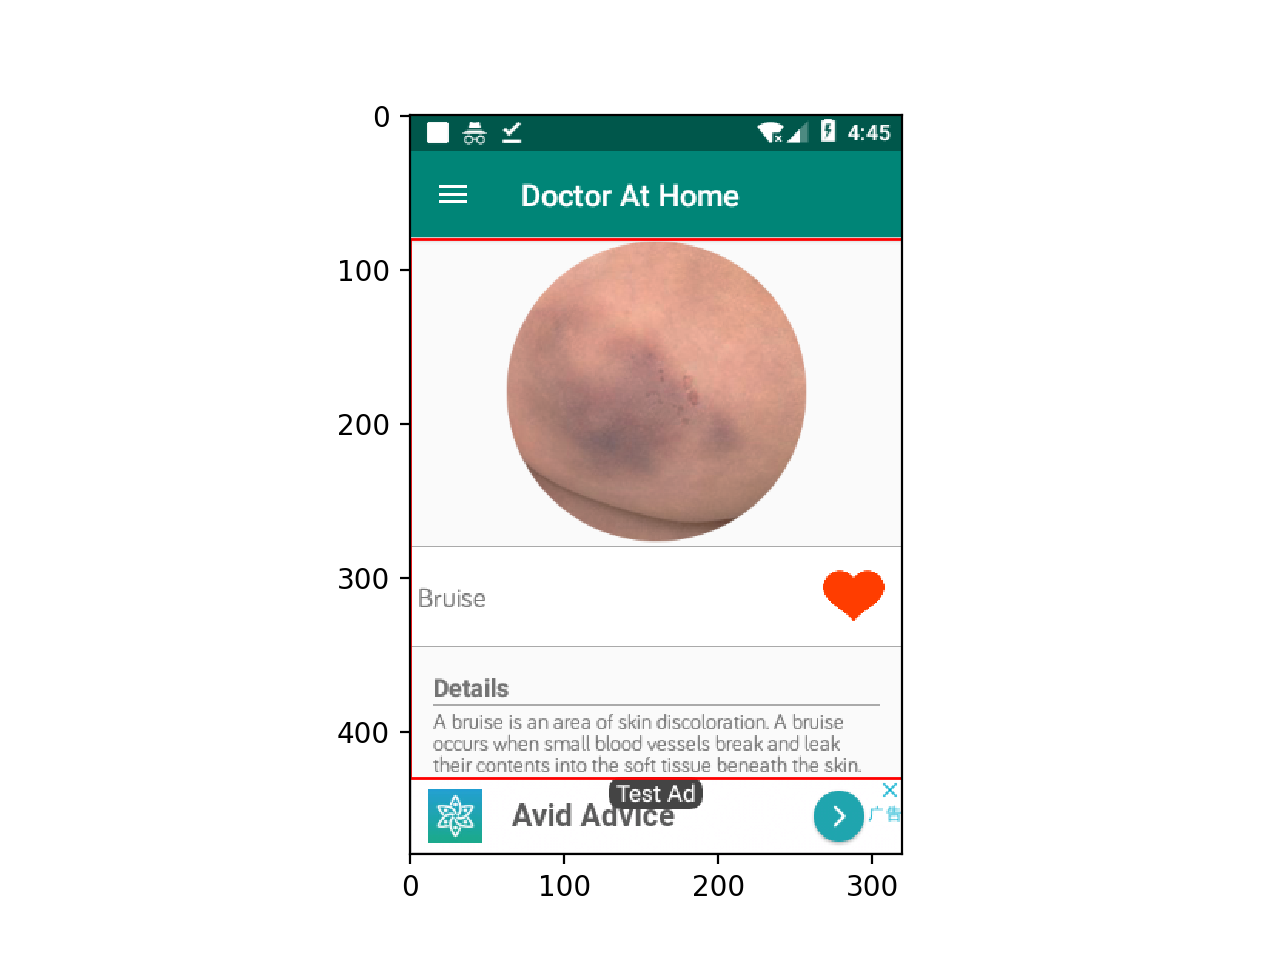 0
100
200
300
400
4:45
Doctor At Home
Bruise
Details
A bruise is an area of skin discoloration. A bruise
occurs when small blood vessels break and leak
their contents into the soft tissue beneath the skin.
Test Ad
Avid Advice
广告
0
100
200
300